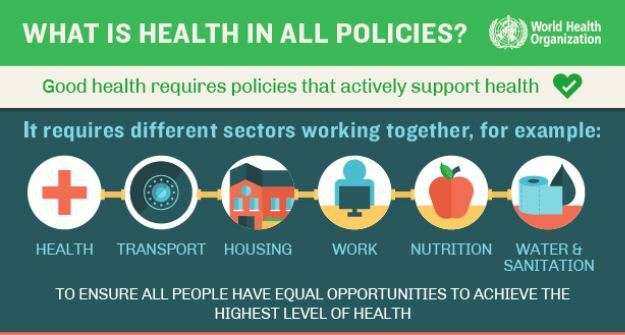 WHAT IS HEALTH IN ALL POLICIES?
World Health
Organization
Good health requires policies that actively support health
It requires different sectors working together, for example:
HEALTH
TRANSPORT
HOUSING
WORK
NUTRITION
WATER &
SANITATION
TO ENSURE ALL PEOPLE HAVE EQUAL OPPORTUNITIES TO ACHIEVE THE
HIGHEST LEVEL OF HEALTH